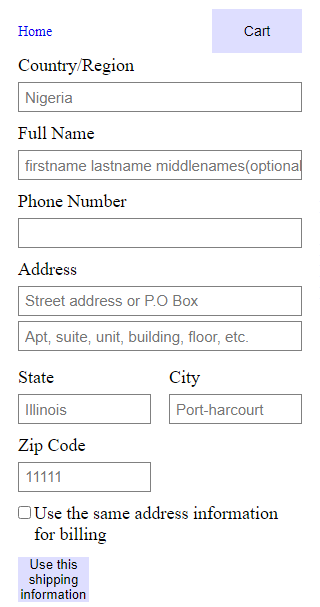 Home Cart
Country/Region
Nigeria
Full Name
firstname lastname middlenames(optional
Phone Number
Address
Street address or P.O Box
Apt, suite, unit, building, floor, etc.
State City
Illinois Port-harcourt
Zip Code
11111
Use the same address information
for billing
Use this
shipping
information